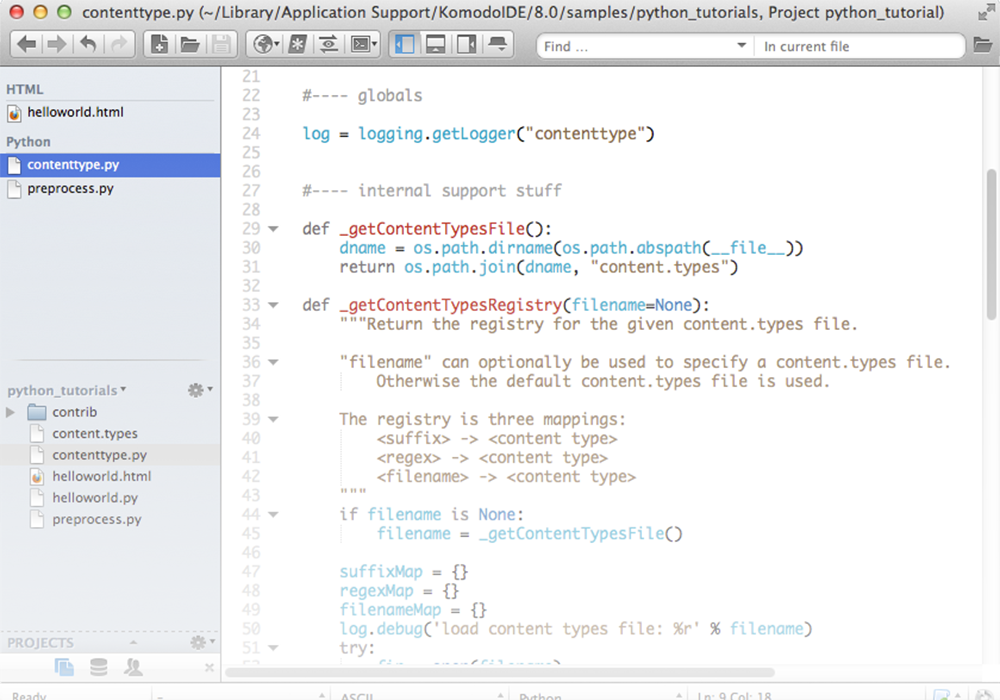 contenttype.py (~/Library/Application Support/KomodoIDE/8.0/samples/python_tutorials, Project python_tutorial)
Find ...
In current file
HTML
helloworld.html
Python
contenttype.py
preprocess.py
python_tutorials
contrib
content.types
contenttype.py
helloworld.html
helloworld.py
preprocess.py
PROJECTS
21
22 #---- globals
23
24 log = logging.getLogger("contenttype")
25
26
27 #---- internal support stuff
28
29 def _getContentTypesFile():
30 dname = os.path.dirname(os.path.abspath(__file__))
31 return os.path.join(dname, "content.types")
32
33 def _getContentTypesRegistry(filename=None):
34 """Return the registry for the given content.types file.
35
36 "filename" can optionally be used to specify a content.types file.
37 Otherwise the default content.types file is used.
38
39 The registry is three mappings:
40 <suffix> -> <content type>
41 <regex> -> <content type>
42 <filename> -> <content type>
43 """
44 if filename is None:
45 filename = _getContentTypesFile()
46
47 suffixMap = {}
48 regexMap = {}
49 filenameMap = {}
50 log.debug('load content types file: %r' % filename)
51 try:
Ready
ASCII
Python
Ln: 9 Col: 18